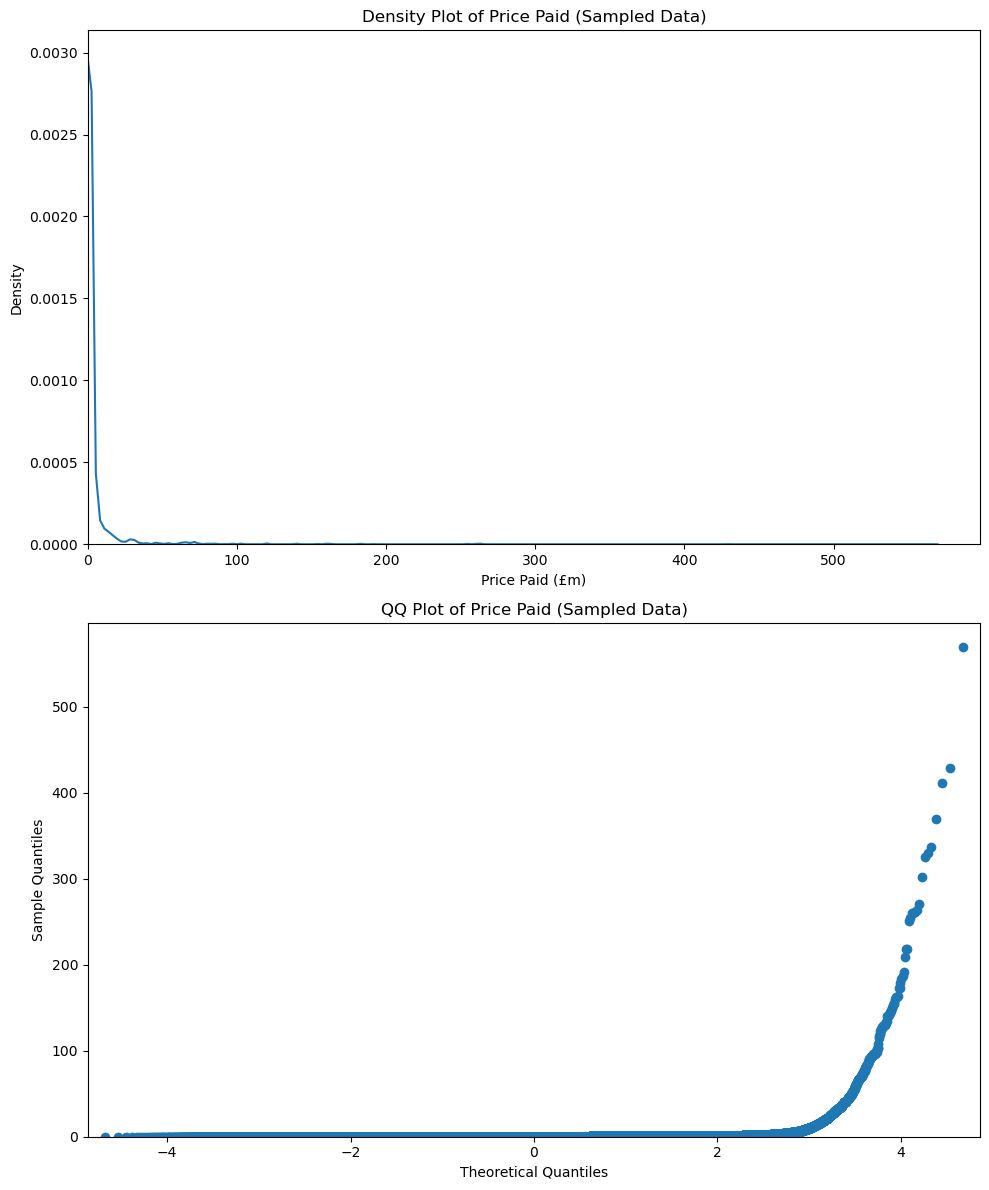 Density Plot of Price Paid (Sampled Data)
0.0030
0.0025
0.0020
0.0015
0.0010
0.0005
0.0000
Density
0 100 200 300 400 500
Price Paid (£m)
QQ Plot of Price Paid (Sampled Data)
500
400
300
200
100
0
Sample Quantiles
−4 −2 0 2 4
Theoretical Quantiles